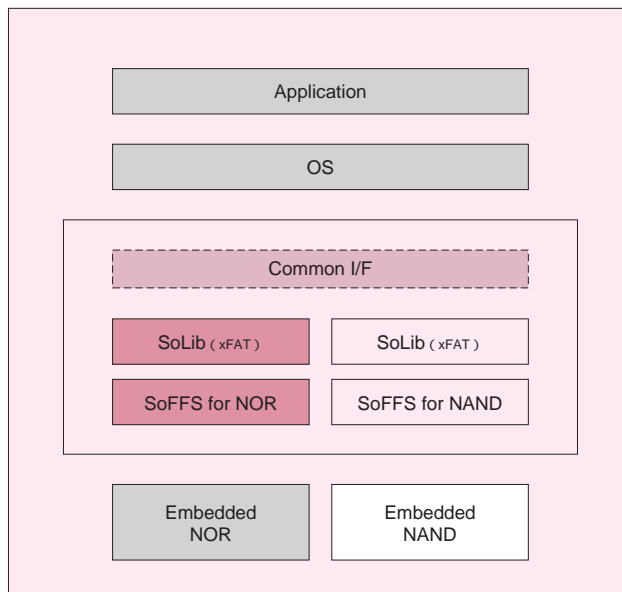 Application
OS
Common I/F
SoLib ( xFAT )
SoLib ( xFAT )
SoFFS for NOR
SoFFS for NAND
Embedded
NOR
Embedded
NAND